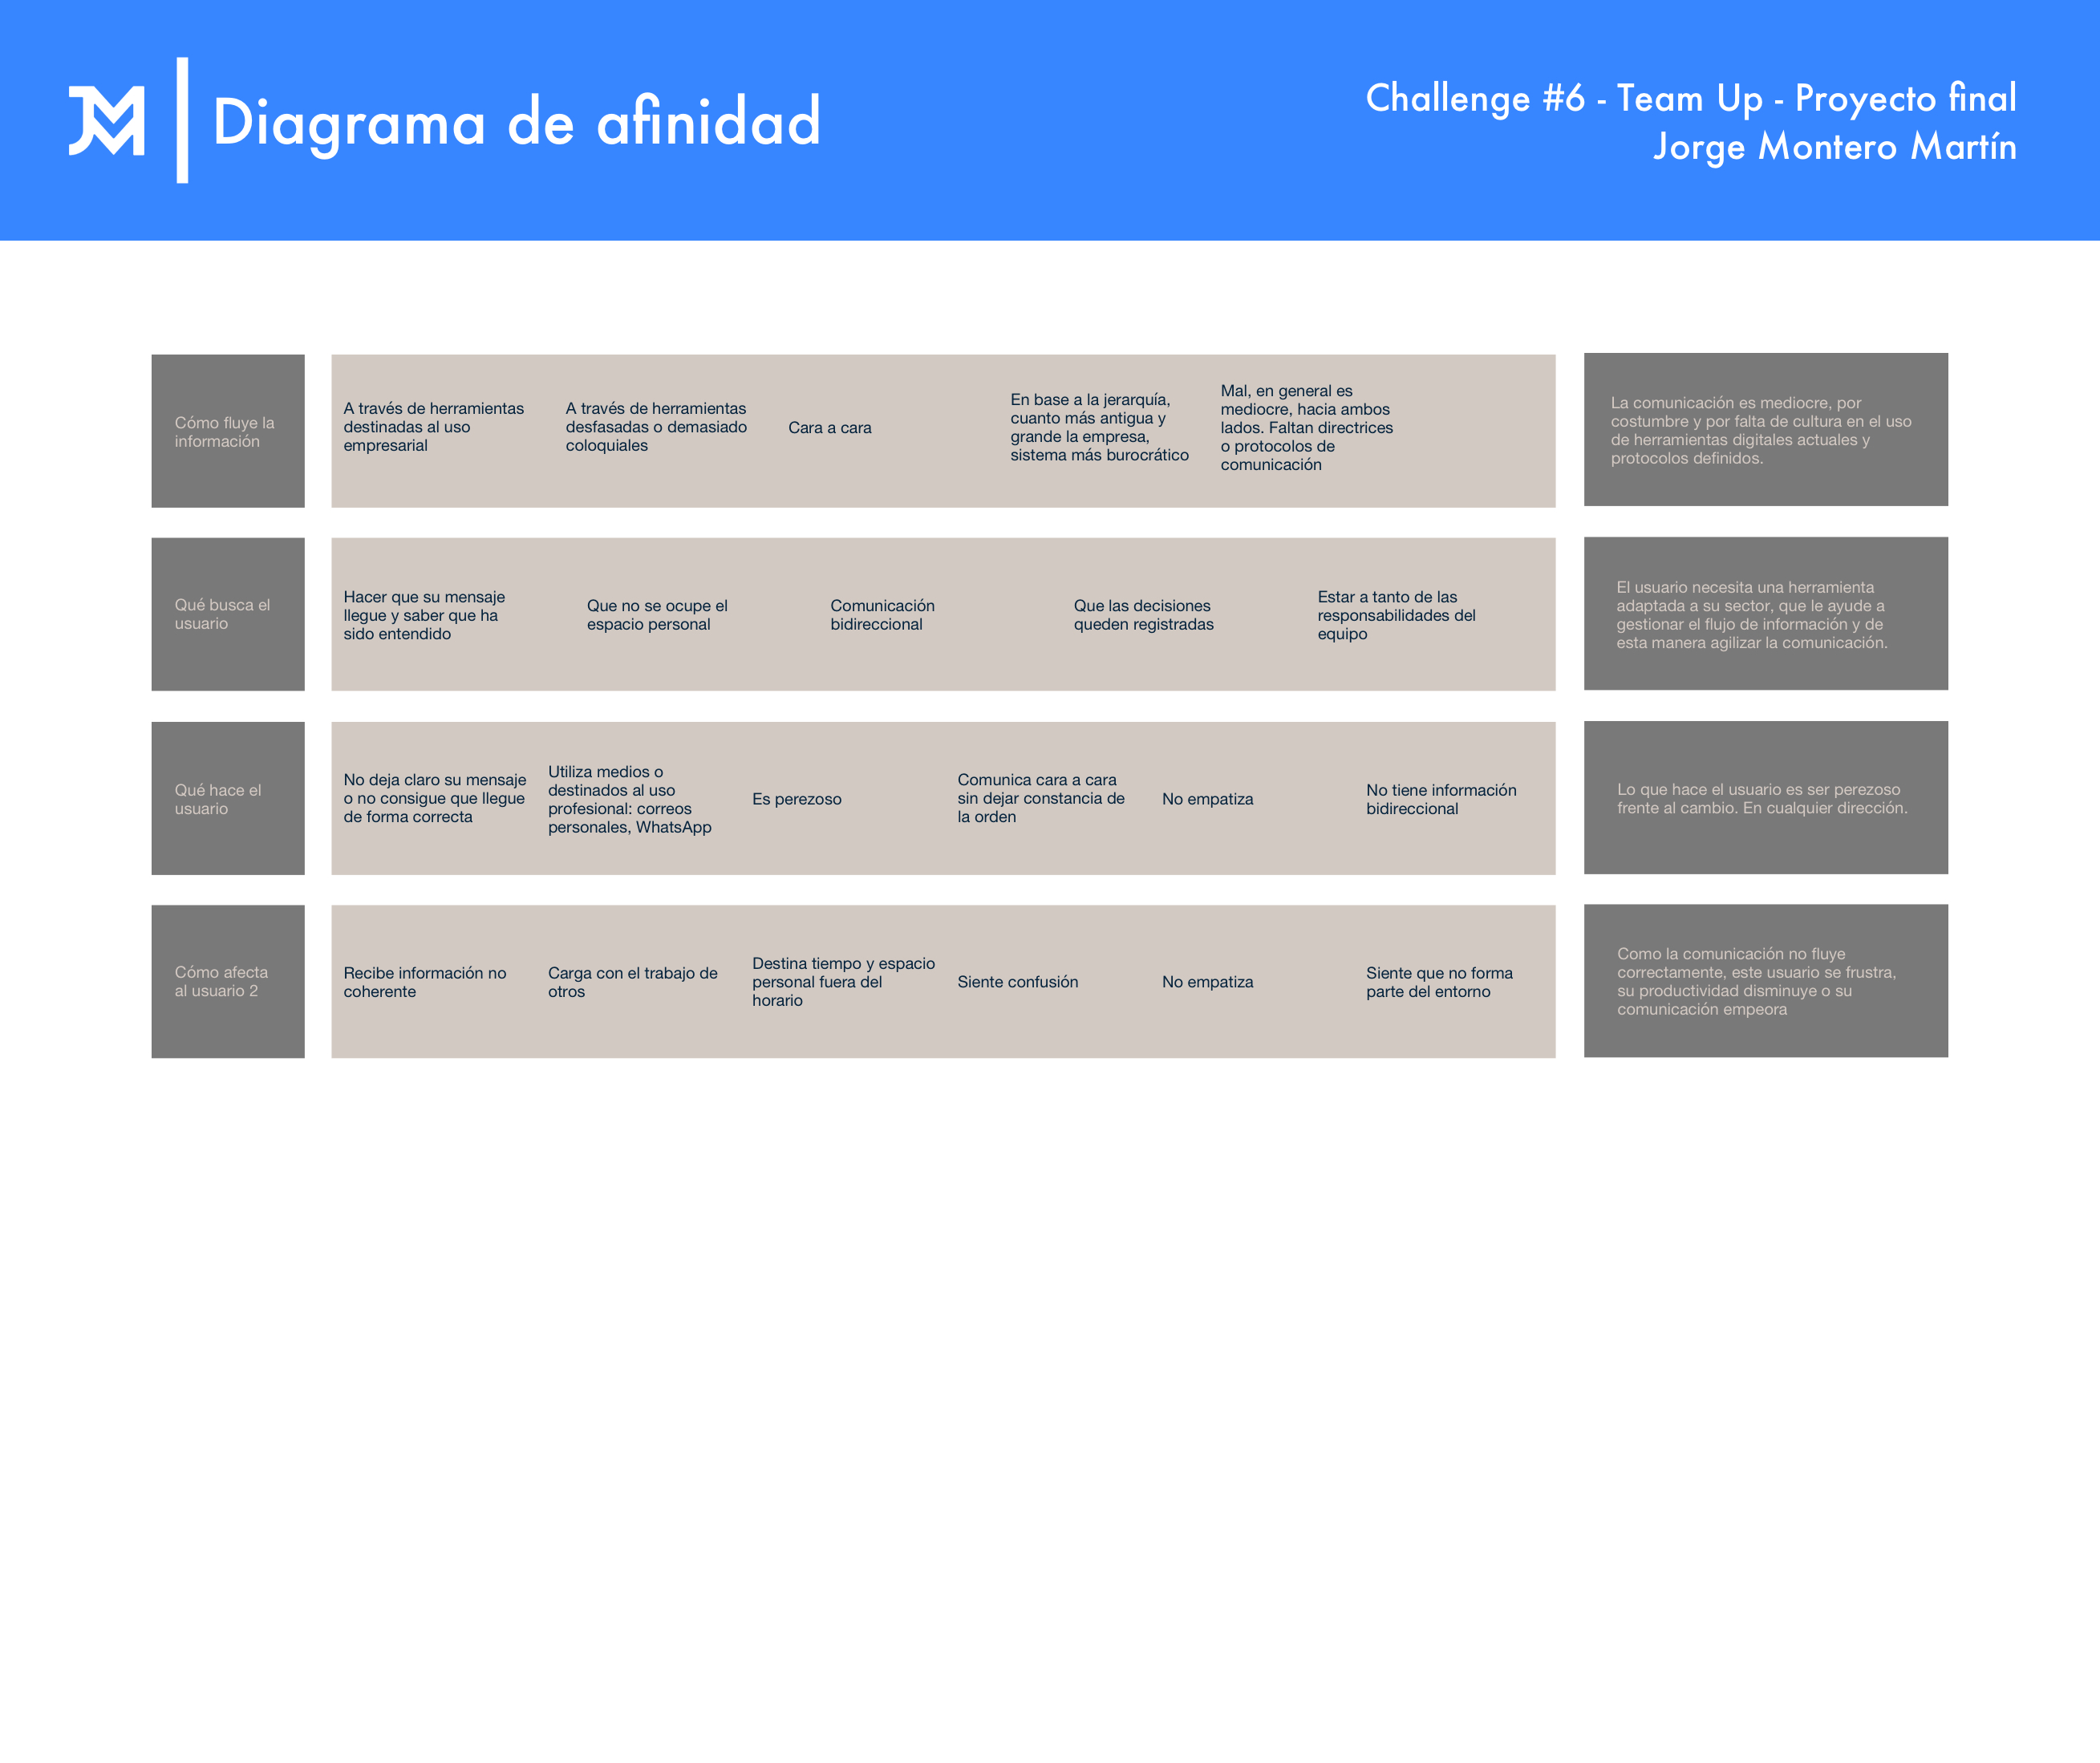 JM
Diagrama de afinidad
Challenge #6 - Team Up - Proyecto final
Jorge Montero Martín
Cómo fluye la
información
A través de herramientas
destinadas al uso
empresarial
A través de herramientas
desfasadas o demasiado
coloquiales
Cara a cara
En base a la jerarquía,
cuanto más antigua y
grande la empresa,
sistema más burocrático
Mal, en general es
mediocre, hacia ambos
lados. Faltan directrices
o protocolos de
comunicación
La comunicación es mediocre, por
costumbre y por falta de cultura en el uso
de herramientas digitales actuales y
protocolos definidos.
Qué busca el
usuario
Hacer que su mensaje
llegue y saber que ha
sido entendido
Que no se ocupe el
espacio personal
Comunicación
bidireccional
Que las decisiones
queden registradas
Estar a tanto de las
responsabilidades del
equipo
El usuario necesita una herramienta
adaptada a su sector, que le ayude a
gestionar el flujo de información y de
esta manera agilizar la comunicación.
Qué hace el
usuario
No deja claro su mensaje
o no consigue que llegue
de forma correcta
Utiliza medios o
destinados al uso
profesional: correos
personales, WhatsApp
Es perezoso
Comunica cara a cara
sin dejar constancia de
la orden
No empatiza
No tiene información
bidireccional
Lo que hace el usuario es ser perezoso
frente al cambio. En cualquier dirección.
Cómo afecta
al usuario 2
Recibe información no
coherente
Carga con el trabajo de
otros
Destina tiempo y espacio
personal fuera del
horario
Siente confusión
No empatiza
Siente que no forma
parte del entorno
Como la comunicación no fluye
correctamente, este usuario se frustra,
su productividad disminuye o su
comunicación empeora